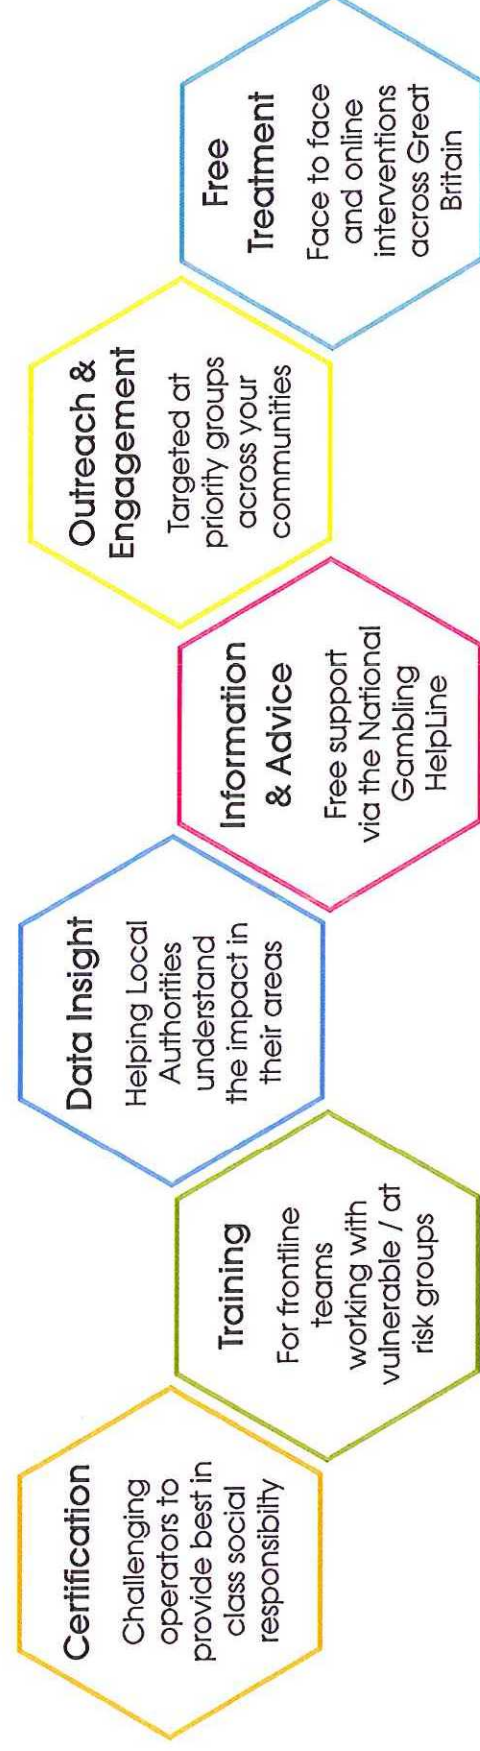 Certification
Challenging
operators to
provide best in
class social
responsibilty
Training
For frontline
teams
working with
vulnerable / at
risk groups
Data Insight
Helping Local
Authorities
understand
the impact in
their areas
Information
& Advice
Free support
via the National
Gambling
HelpLine
Outreach &
Engagement
Targeted at
priority groups
across your
communities
Free
Treatment
Face to face
and online
interventions
across Great
Britain